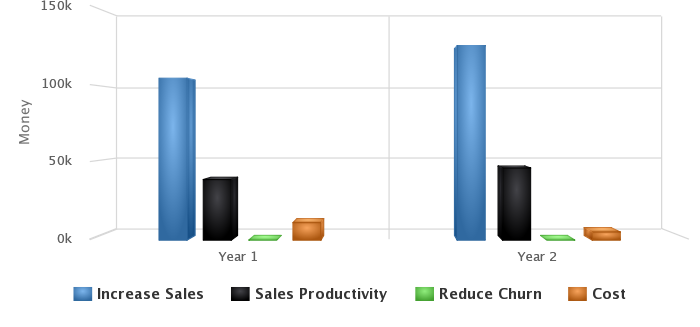 150k
100k
50k
0k
Money
Year 1
Year 2
Increase Sales
Sales Productivity
Reduce Churn
Cost